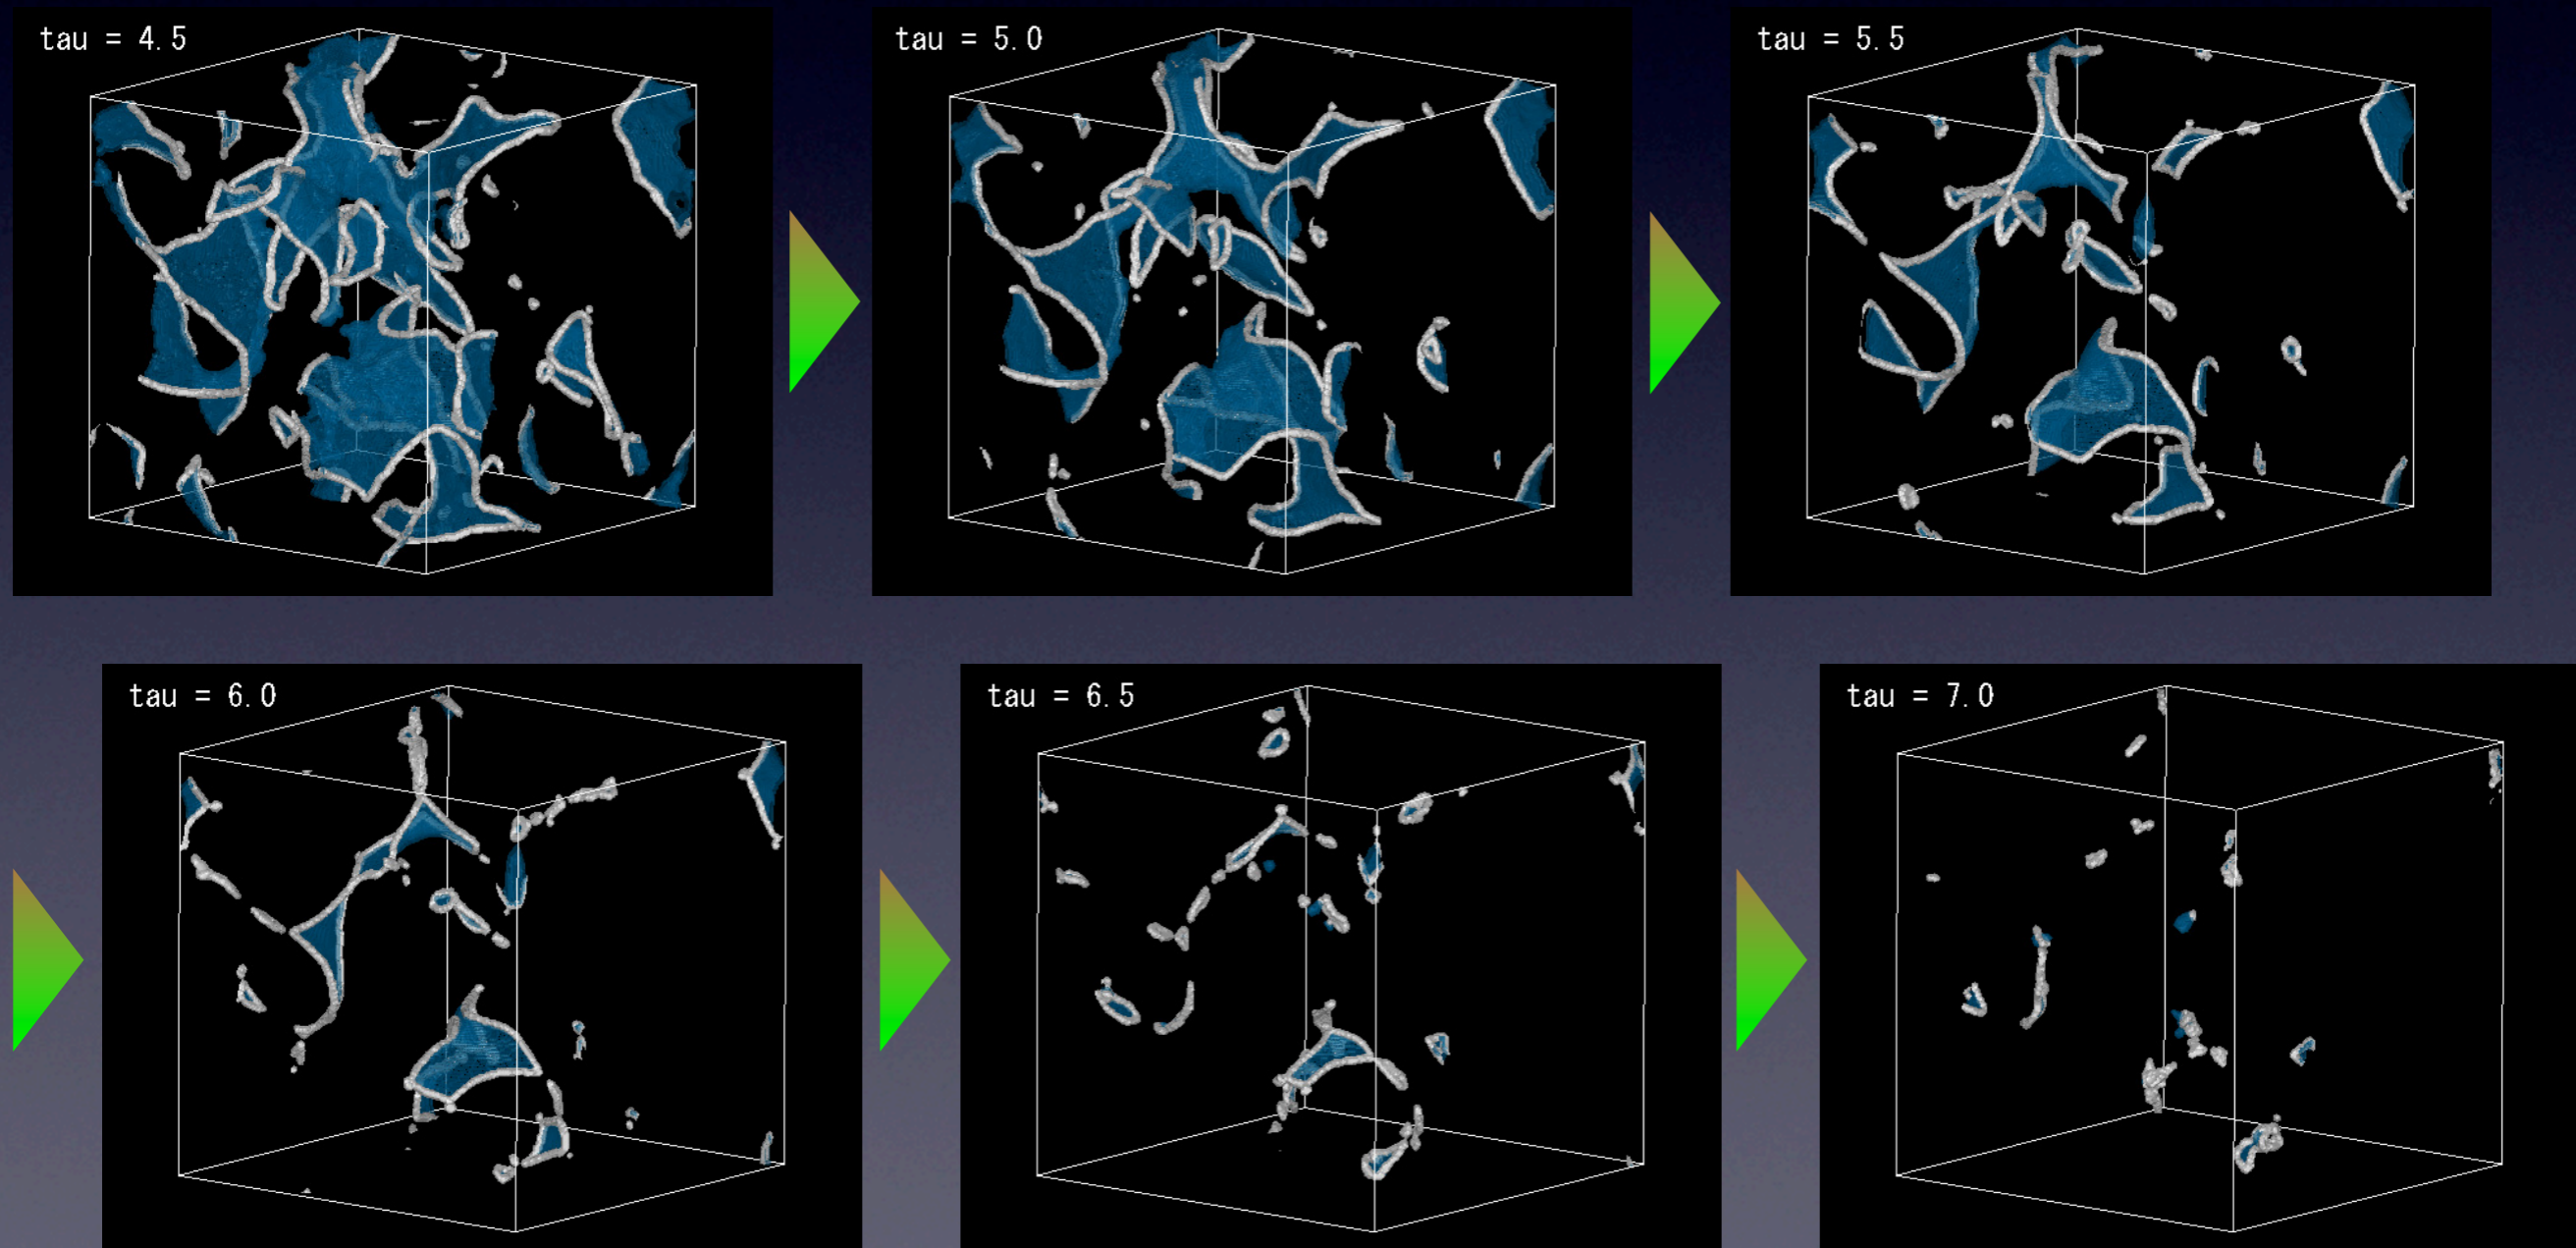 tau = 4.5
tau = 5.0
tau = 5.5
tau = 6.0
tau = 6.5
tau = 7.0